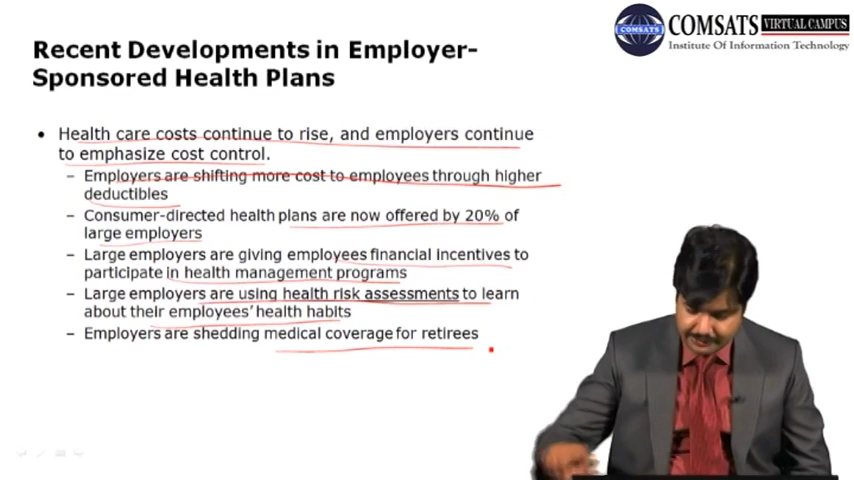 COMSATS VIRTUAL CAMPUS
Institute Of Information Technology
COMSATS
Recent Developments in Employer-
Sponsored Health Plans
• Health care costs continue to rise, and employers continue
to emphasize cost control.
– Employers are shifting more cost to employees through higher
deductibles
– Consumer-directed health plans are now offered by 20% of
large employers
– Large employers are giving employees financial incentives to
participate in health management programs
– Large employers are using health risk assessments to learn
about their employees’ health habits
– Employers are shedding medical coverage for retirees